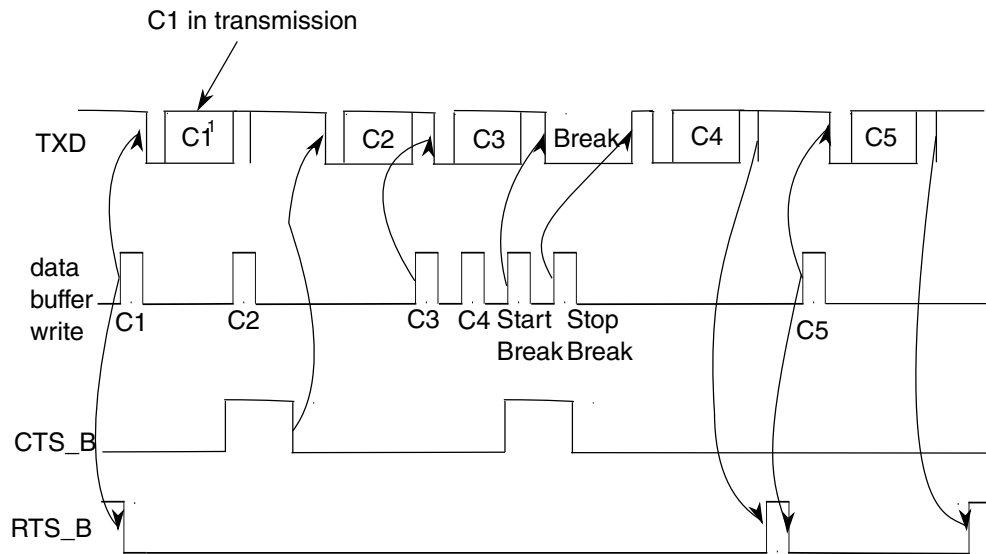 C1 in transmission
TXD
C1 1
C2
C3
Break
C4
C5
data
buffer
write
C1
C2
C3
C4
Start
Break
Stop
Break
C5
CTS_B
RTS_B